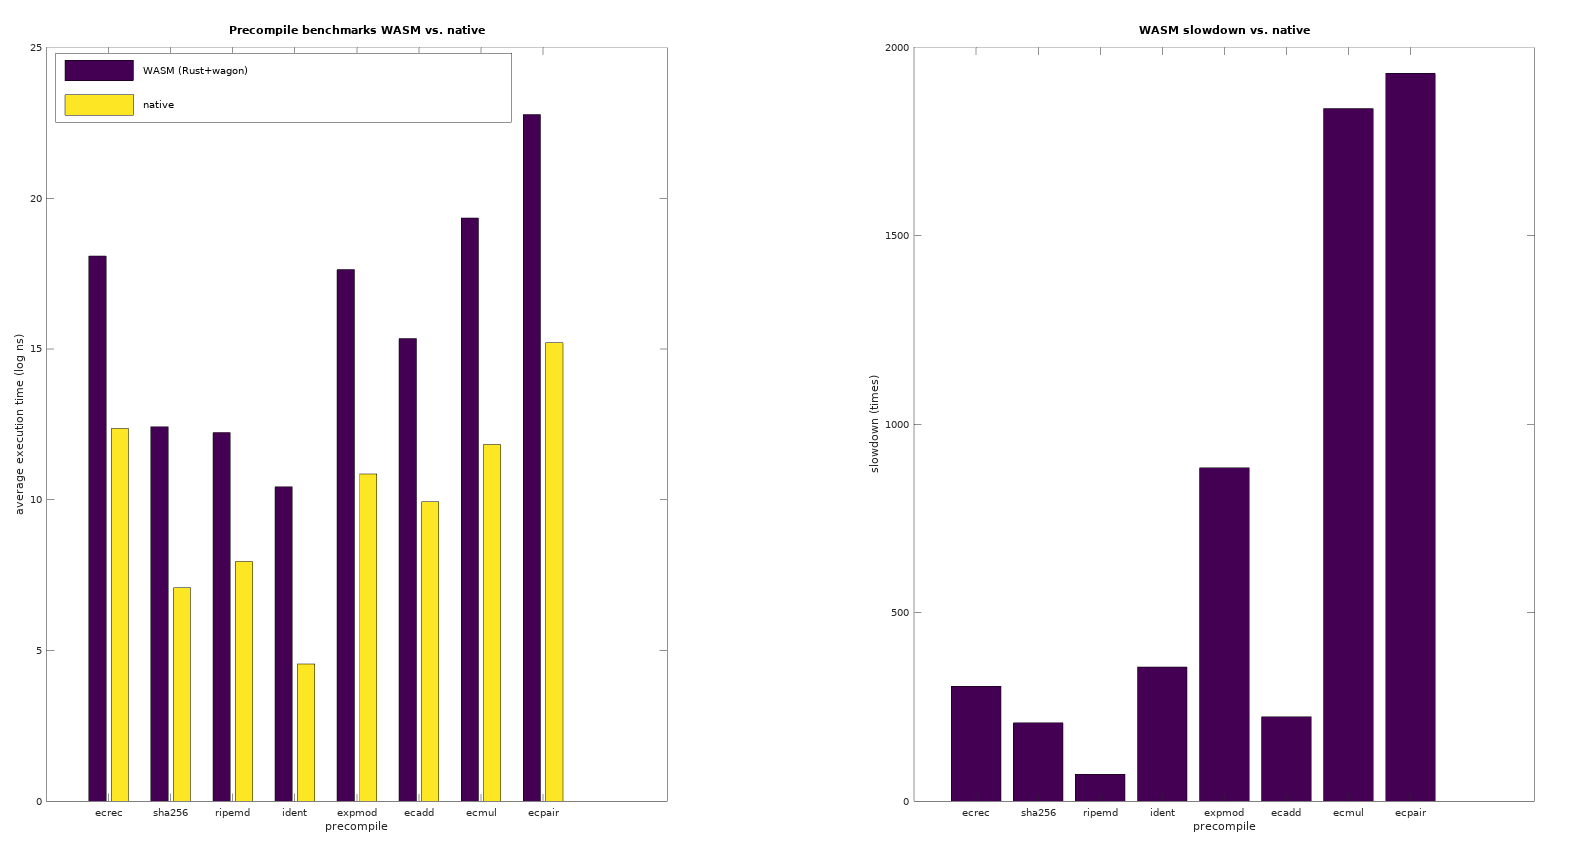 Precompile benchmarks WASM vs. native
25
20
15
10
5
0
average execution time (log ns)
WASM (Rust+wagon)
native
ecrec sha256 ripemd ident expmod ecadd ecmul ecpair
precompile
WASM slowdown vs. native
2000
1500
1000
500
0
slowdown (times)
ecrec sha256 ripemd ident expmod ecadd ecmul ecpair
precompile